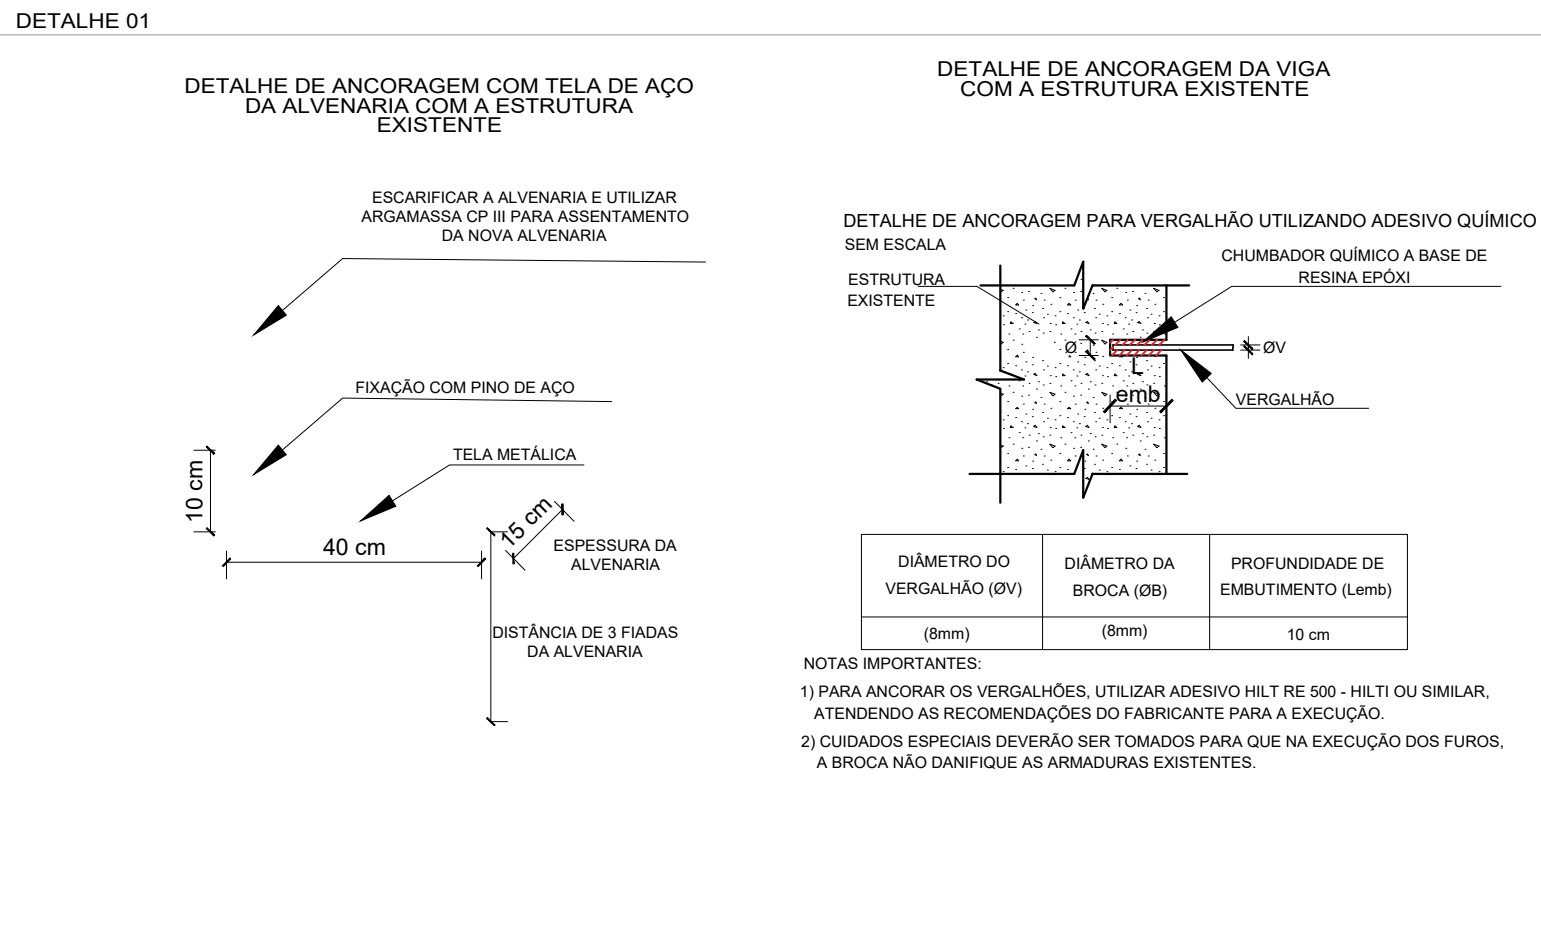 DETALHE 01
DETALHE DE ANCORAGEM COM TELA DE AÇO
DA ALVENARIA COM A ESTRUTURA
EXISTENTE
ESCARIFICAR A ALVENARIA E UTILIZAR
ARGAMASSA CP III PARA ASSENTAMENTO
DA NOVA ALVENARIA
FIXAÇÃO COM PINO DE AÇO
TELA METÁLICA
10 cm
40 cm
15 cm
ESPESSURA DA
ALVENARIA
DISTÂNCIA DE 3 FIADAS
DA ALVENARIA
DETALHE DE ANCORAGEM DA VIGA
COM A ESTRUTURA EXISTENTE
DETALHE DE ANCORAGEM PARA VERGALHÃO UTILIZANDO ADESIVO QUÍMICO
SEM ESCALA
ESTRUTURA
EXISTENTE
CHUMBADOR QUÍMICO A BASE DE
RESINA EPÓXI
Ø
ØV
L
emb
VERGALHÃO
DIÂMETRO DO
VERGALHÃO (ØV)
DIÂMETRO DA
BROCA (ØB)
PROFUNDIDADE DE
EMBUTIMENTO (Lemb)
(8mm)
(8mm)
10 cm
NOTAS IMPORTANTES:
1) PARA ANCORAR OS VERGALHÕES, UTILIZAR ADESIVO HILT RE 500 - HILTI OU SIMILAR,
ATENDENDO AS RECOMENDAÇÕES DO FABRICANTE PARA A EXECUÇÃO.
2) CUIDADOS ESPECIAIS DEVERÃO SER TOMADOS PARA QUE NA EXECUÇÃO DOS FUROS,
A BROCA NÃO DANIFIQUE AS ARMADURAS EXISTENTES.